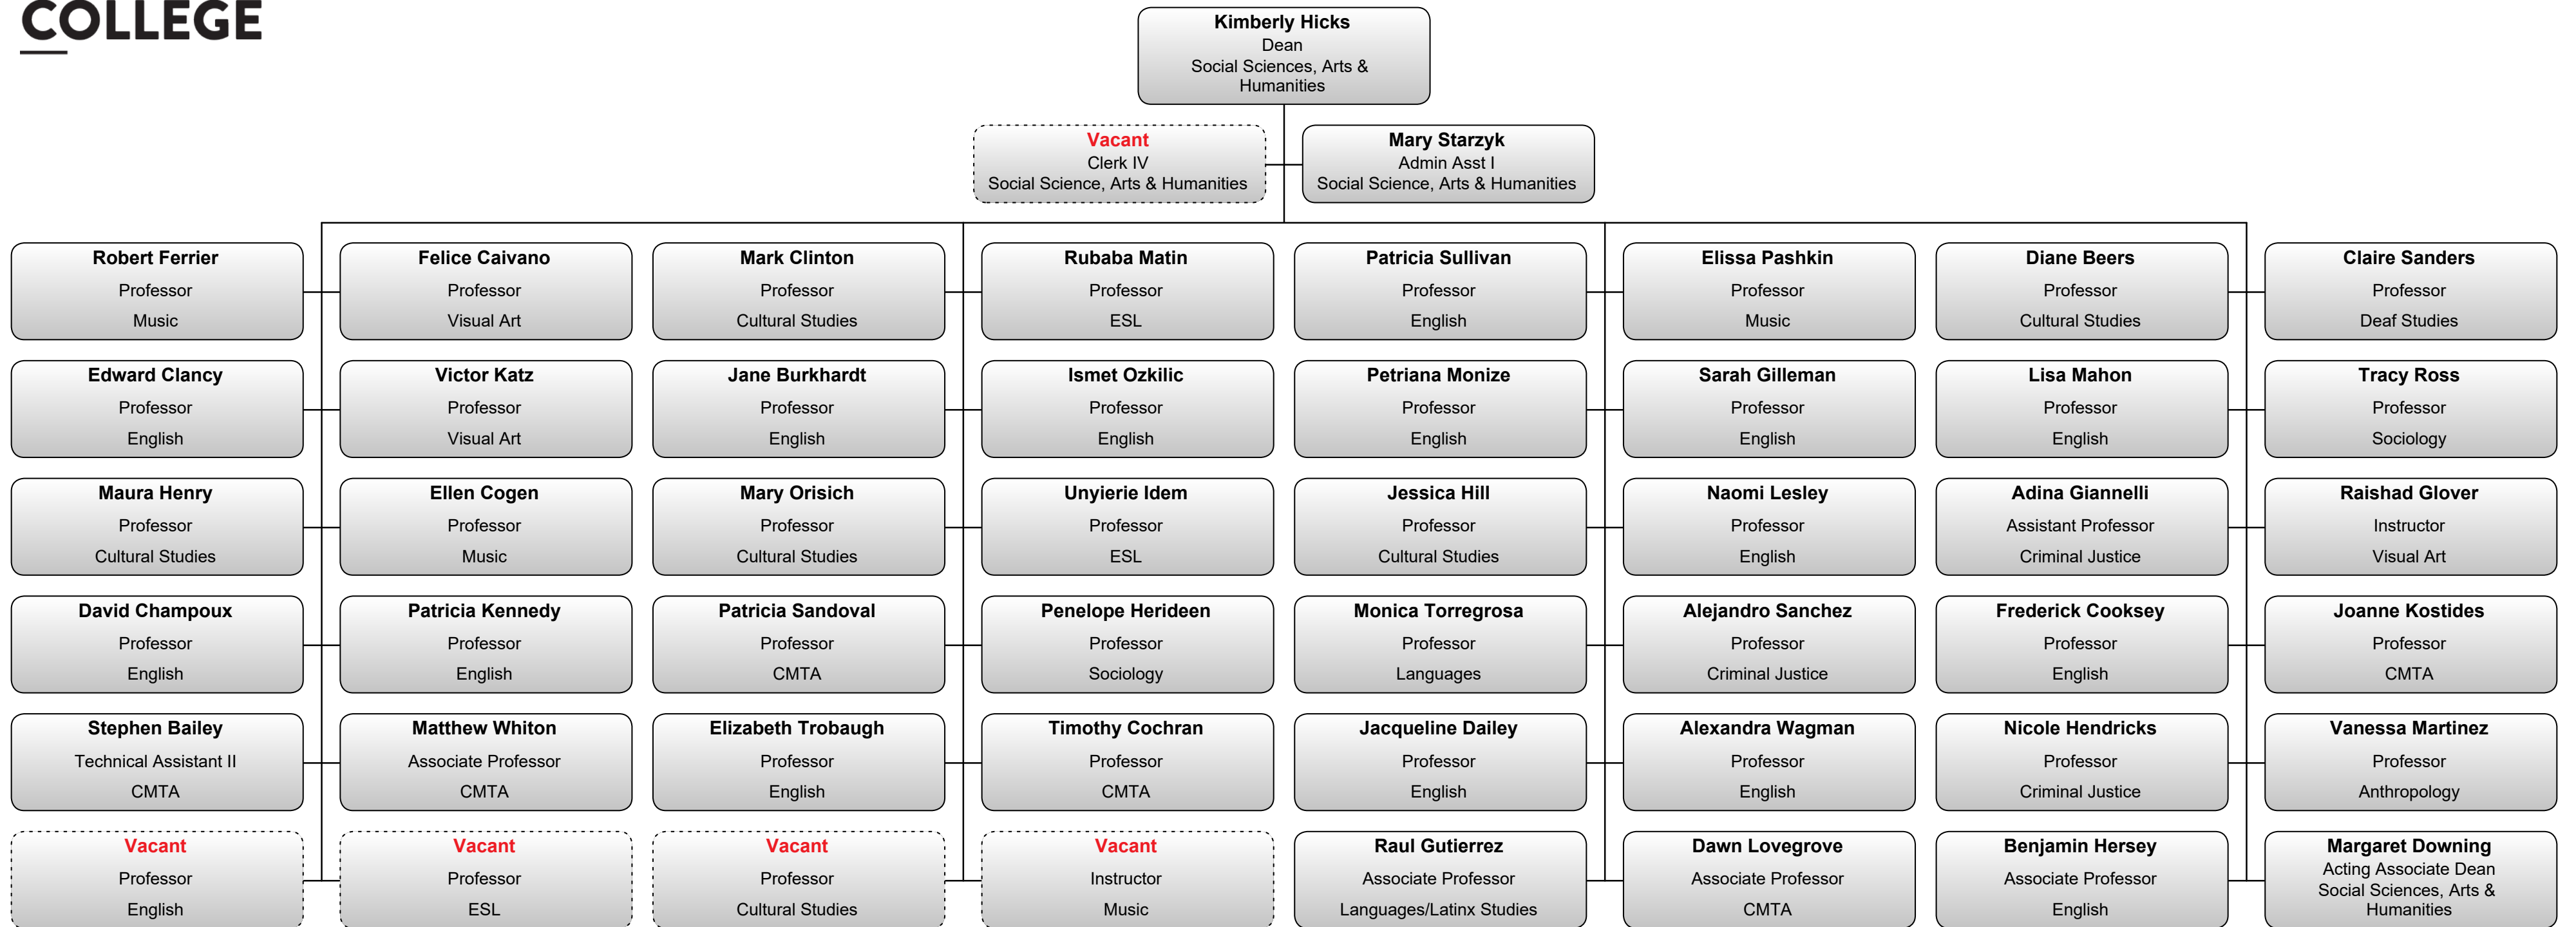 COLLEGE
Kimberly Hicks
Dean
Social Sciences, Arts &
Humanities
Vacant
Clerk IV
Social Science, Arts & Humanities
Mary Starzyk
Admin Asst I
Social Science, Arts & Humanities
Robert Ferrier
Professor
Music
Felice Caivano
Professor
Visual Art
Mark Clinton
Professor
Cultural Studies
Rubaba Matin
Professor
ESL
Patricia Sullivan
Professor
English
Elissa Pashkin
Professor
Music
Diane Beers
Professor
Cultural Studies
Claire Sanders
Professor
Deaf Studies
Edward Clancy
Professor
English
Victor Katz
Professor
Visual Art
Jane Burkhardt
Professor
English
Ismet Ozkilic
Professor
English
Petriana Monize
Professor
English
Sarah Gilleman
Professor
English
Lisa Mahon
Professor
English
Tracy Ross
Professor
Sociology
Maura Henry
Professor
Cultural Studies
Ellen Cogen
Professor
Music
Mary Orisich
Professor
Cultural Studies
Unyierie Idem
Professor
ESL
Jessica Hill
Professor
Cultural Studies
Naomi Lesley
Professor
English
Adina Giannelli
Assistant Professor
Criminal Justice
Raishad Glover
Instructor
Visual Art
David Champoux
Professor
English
Patricia Kennedy
Professor
English
Patricia Sandoval
Professor
CMTA
Penelope Herideen
Professor
Sociology
Monica Torregrosa
Professor
Languages
Alejandro Sanchez
Professor
Criminal Justice
Frederick Cooksey
Professor
English
Joanne Kostides
Professor
CMTA
Stephen Bailey
Technical Assistant II
CMTA
Matthew Whiton
Associate Professor
CMTA
Elizabeth Trobaugh
Professor
English
Timothy Cochran
Professor
CMTA
Jacqueline Dailey
Professor
English
Alexandra Wagman
Professor
English
Nicole Hendricks
Professor
Criminal Justice
Vanessa Martinez
Professor
Anthropology
Vacant
Professor
English
Vacant
Professor
ESL
Vacant
Professor
Cultural Studies
Vacant
Instructor
Music
Raul Gutierrez
Associate Professor
Languages/Latinx Studies
Dawn Lovegrove
Associate Professor
CMTA
Benjamin Hersey
Associate Professor
English
Margaret Downing
Acting Associate Dean
Social Sciences, Arts &
Humanities